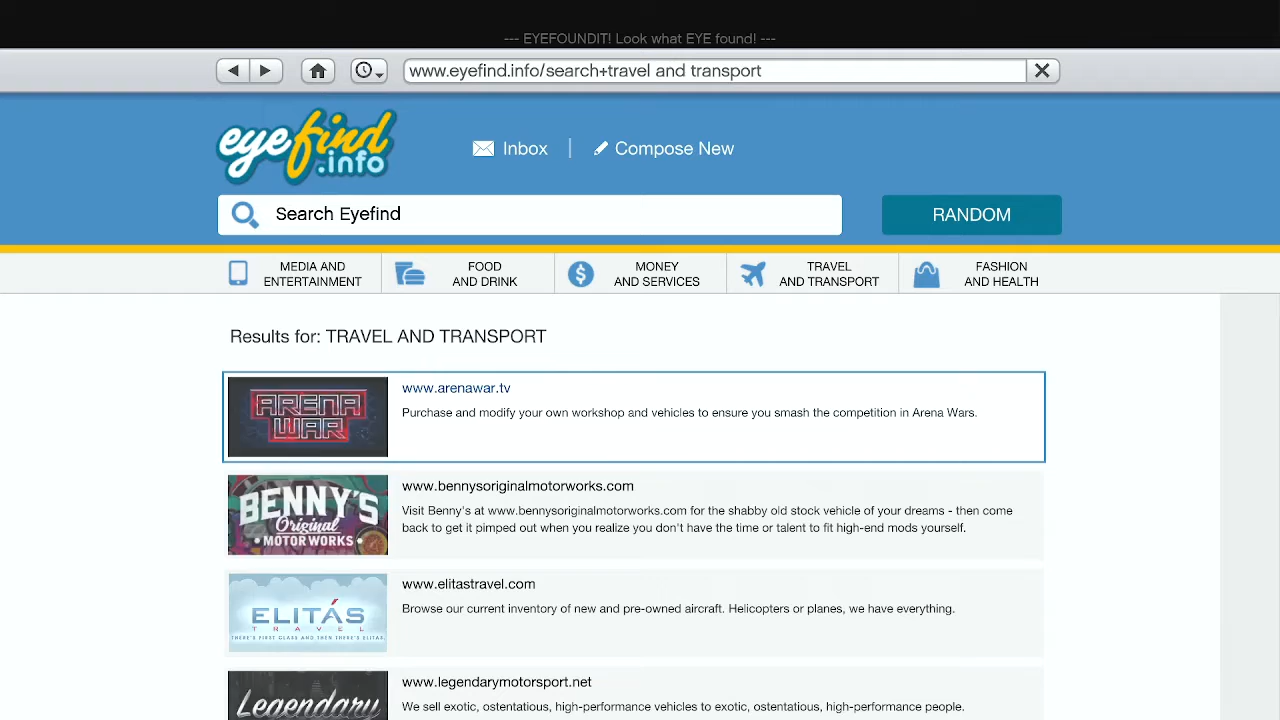 --- EYEFOUNDIT! Look what EYE found! ---
www.eyefind.info/search+travel and transport
eyefind
.info
Inbox | Compose New
Search Eyefind
RANDOM
MEDIA AND
ENTERTAINMENT
FOOD
AND DRINK
MONEY
AND SERVICES
TRAVEL
AND TRANSPORT
FASHION
AND HEALTH
Results for: TRAVEL AND TRANSPORT
ARENA
WAR
www.arenawar.tv
Purchase and modify your own workshop and vehicles to ensure you smash the competition in Arena Wars.
BENNY'S
Original
MOTOR WORKS
www.bennysoriginalmotorworks.com
Visit Benny's at www.bennysoriginalmotorworks.com for the shabby old stock vehicle of your dreams - then come
back to get it pimped out when you realize you don't have the time or talent to fit high-end mods yourself.
ELITÁS
TRAVEL
THERE'S FIRST CLASS AND THEN THERE'S ELITAS
www.elitastravel.com
Browse our current inventory of new and pre-owned aircraft. Helicopters or planes, we have everything.
Legendary
www.legendarymotorsport.net
We sell exotic, ostentatious, high-performance vehicles to exotic, ostentatious, high-performance people.